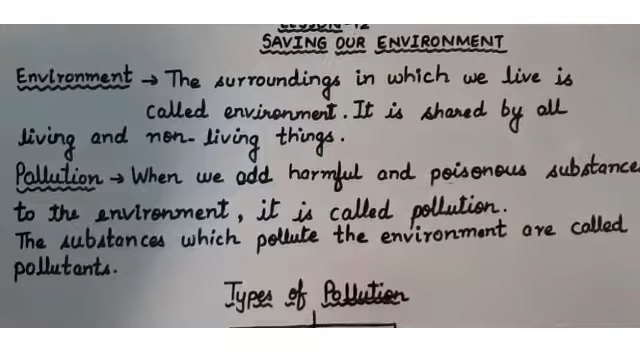 LESSON-12
SAVING OUR ENVIRONMENT
Environment → The surroundings in which we live is
called environment. It is shared by all
living and non-living things.
Pollution → When we add harmful and poisonous substance
to the environment, it is called pollution.
The substances which pollute the environment are called
pollutants.
Types of Pollution